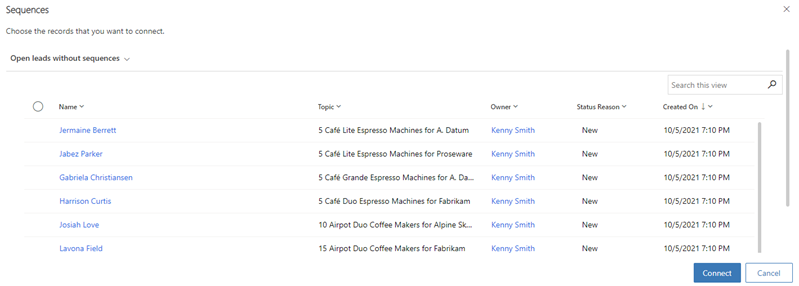 Sequences
Choose the records that you want to connect.
Open leads without sequences
Search this view
Name Topic Owner Status Reason Created On
Jermaine Berrett 5 Café Lite Espresso Machines for A. Datum Kenny Smith New 10/5/2021 7:10 PM
Jabez Parker 5 Café Lite Espresso Machines for Proseware Kenny Smith New 10/5/2021 7:10 PM
Gabriela Christiansen 5 Café Grande Espresso Machines for A. Da... Kenny Smith New 10/5/2021 7:10 PM
Harrison Curtis 5 Café Duo Espresso Machines for Fabrikam Kenny Smith New 10/5/2021 7:10 PM
Josiah Love 10 Airpot Duo Coffee Makers for Alpine Sk... Kenny Smith New 10/5/2021 7:10 PM
Lavona Field 15 Airpot Duo Coffee Makers for Fabrikam Kenny Smith New 10/5/2021 7:10 PM
Connect Cancel